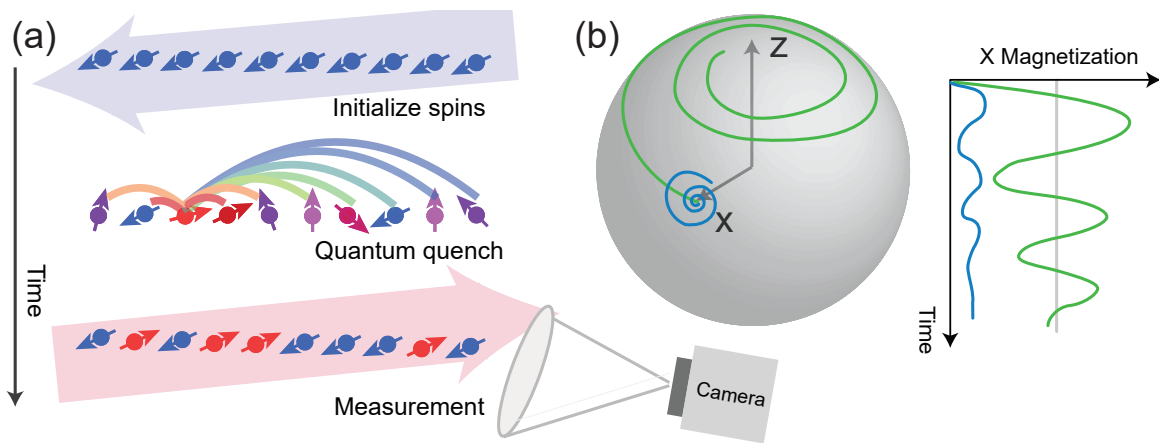 (a)
Initialize spins
Quantum quench
Time
Measurement
Camera
(b)
Z
X
X Magnetization
Time